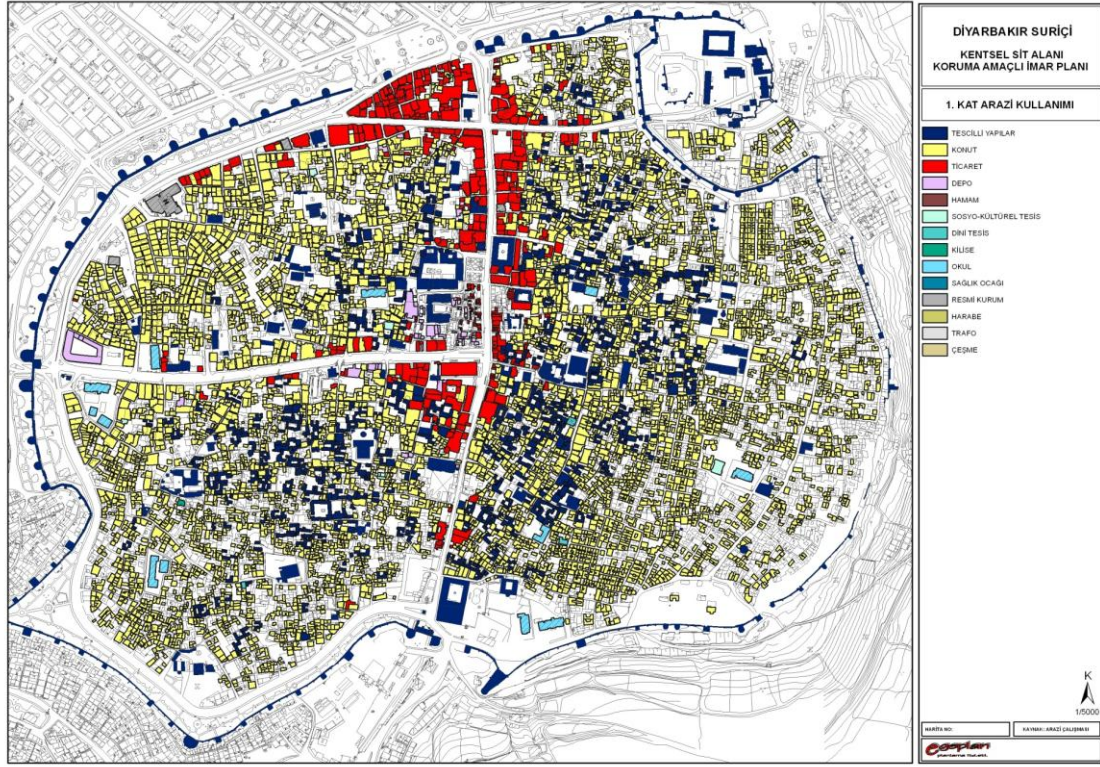 DİYARBAKIR SURİÇİ
KENTSEL SİT ALANI
KORUMA AMAÇLI İMAR PLANI
1. KAT ARAZİ KULLANIMI
TESCİLLİ YAPILAR
KONUT
TİCARET
DEPO
HAMAM
SOSYO-KÜLTÜREL TESİS
DİNİ TESİS
KİLİSE
OKUL
SAĞLIK OCAĞI
RESMİ KURUM
HARABE
TRAFO
ÇEŞME
K
1/5000
HARİTA NO:
KAYNAK: ARAZİ ÇALIŞMASI
egeplan